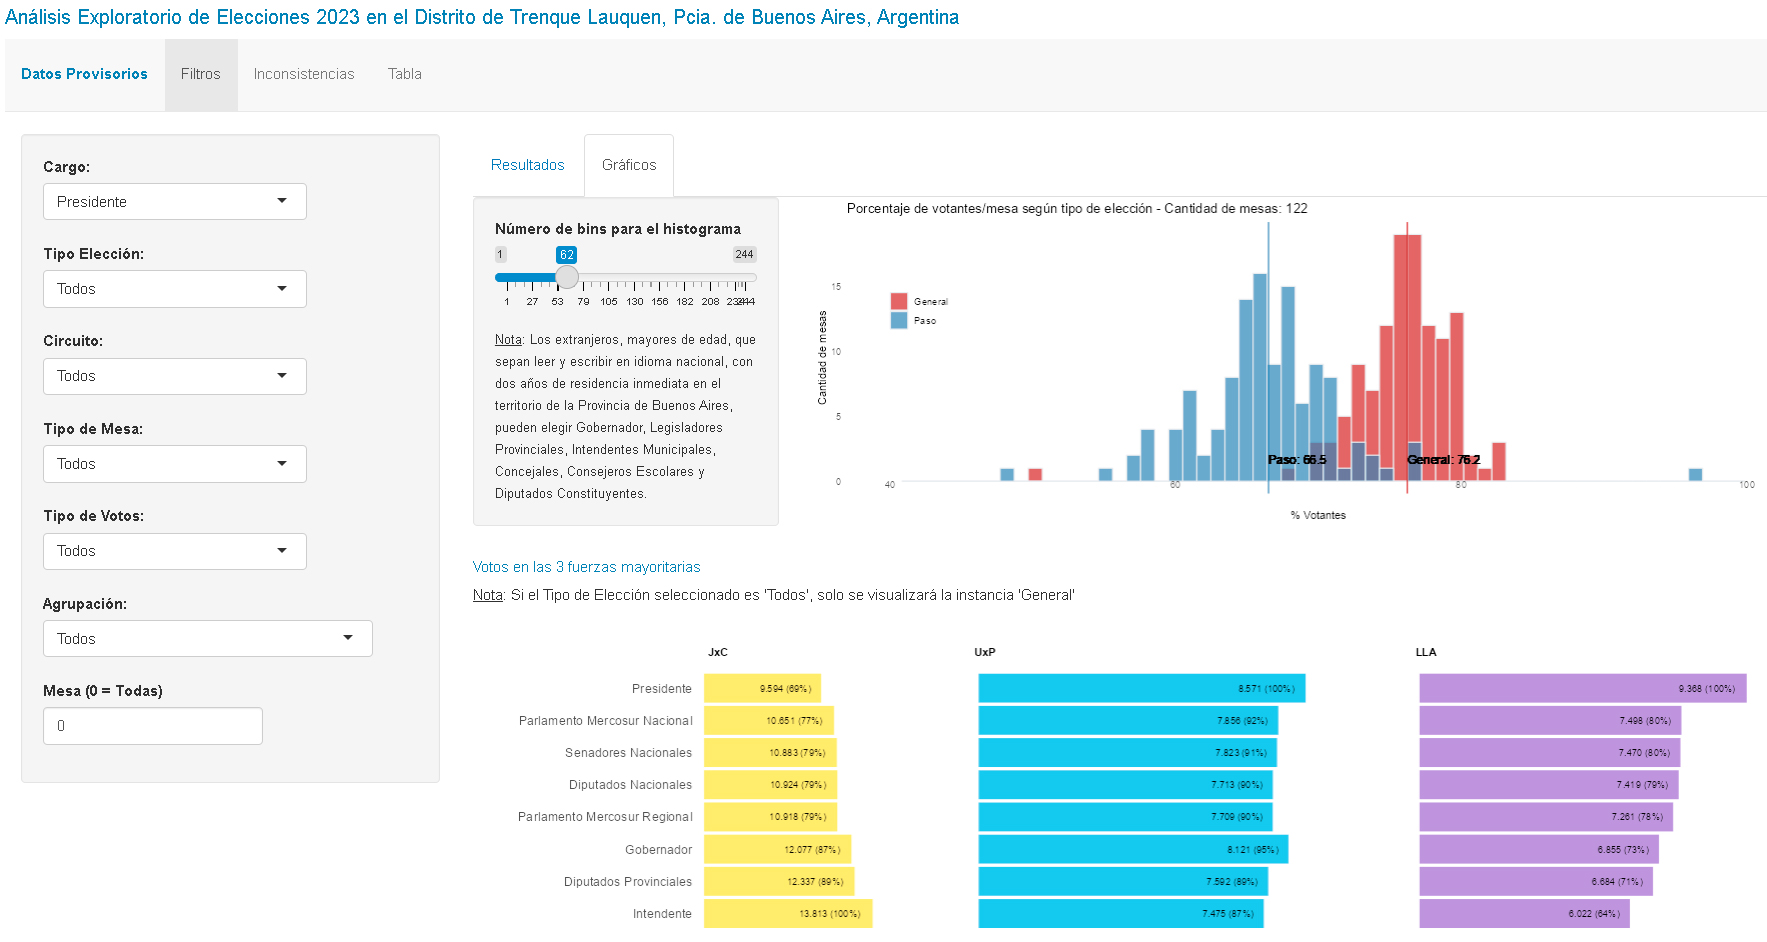 Análisis Exploratorio de Elecciones 2023 en el Distrito de Trenque Lauquen, Pcia. de Buenos Aires, Argentina
Datos Provisorios
Filtros
Inconsistencias
Tabla
Cargo:
Presidente
Tipo Elección:
Todos
Circuito:
Todos
Tipo de Mesa:
Todos
Tipo de Votos:
Todos
Agrupación:
Todos
Mesa (0 = Todas)
0
Resultados
Gráficos
Número de bins para el histograma
1
62
244
1 27 53 79 105 130 156 182 208 234 244
Nota: Los extranjeros, mayores de edad, que
sepan leer y escribir en idioma nacional, con
dos años de residencia inmediata en el
territorio de la Provincia de Buenos Aires,
pueden elegir Gobernador, Legisladores
Provinciales, Intendentes Municipales,
Concejales, Consejeros Escolares y
Diputados Constituyentes.
Porcentaje de votantes/mesa según tipo de elección - Cantidad de mesas: 122
Cantidad de mesas
15
10
5
0
General
Paso
Paso: 66.5
General: 76.2
40 60 80 100
% Votantes
Votos en las 3 fuerzas mayoritarias
Nota: Si el Tipo de Elección seleccionado es 'Todos', solo se visualizará la instancia 'General'
JxC UxP LLA
Presidente 9.594 (69%) 8.571 (100%) 9.368 (100%)
Parlamento Mercosur Nacional 10.651 (77%) 7.856 (92%) 7.498 (80%)
Senadores Nacionales 10.883 (79%) 7.823 (91%) 7.470 (80%)
Diputados Nacionales 10.924 (79%) 7.713 (90%) 7.419 (79%)
Parlamento Mercosur Regional 10.918 (79%) 7.709 (90%) 7.261 (78%)
Gobernador 12.077 (87%) 8.121 (95%) 6.855 (73%)
Diputados Provinciales 12.337 (89%) 7.592 (89%) 6.684 (71%)
Intendente 13.813 (100%) 7.475 (87%) 6.022 (64%)